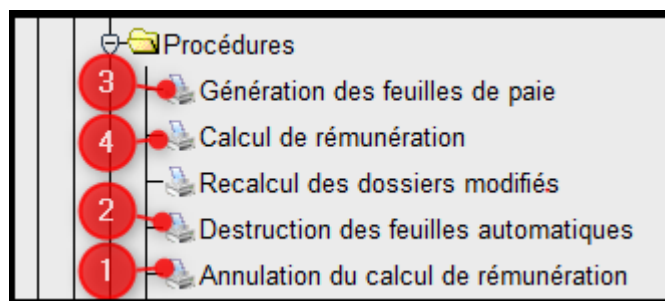 Procédures
3 Génération des feuilles de paie
4 Calcul de rémunération
Recalcul des dossiers modifiés
2 Destruction des feuilles automatiques
1 Annulation du calcul de rémunération